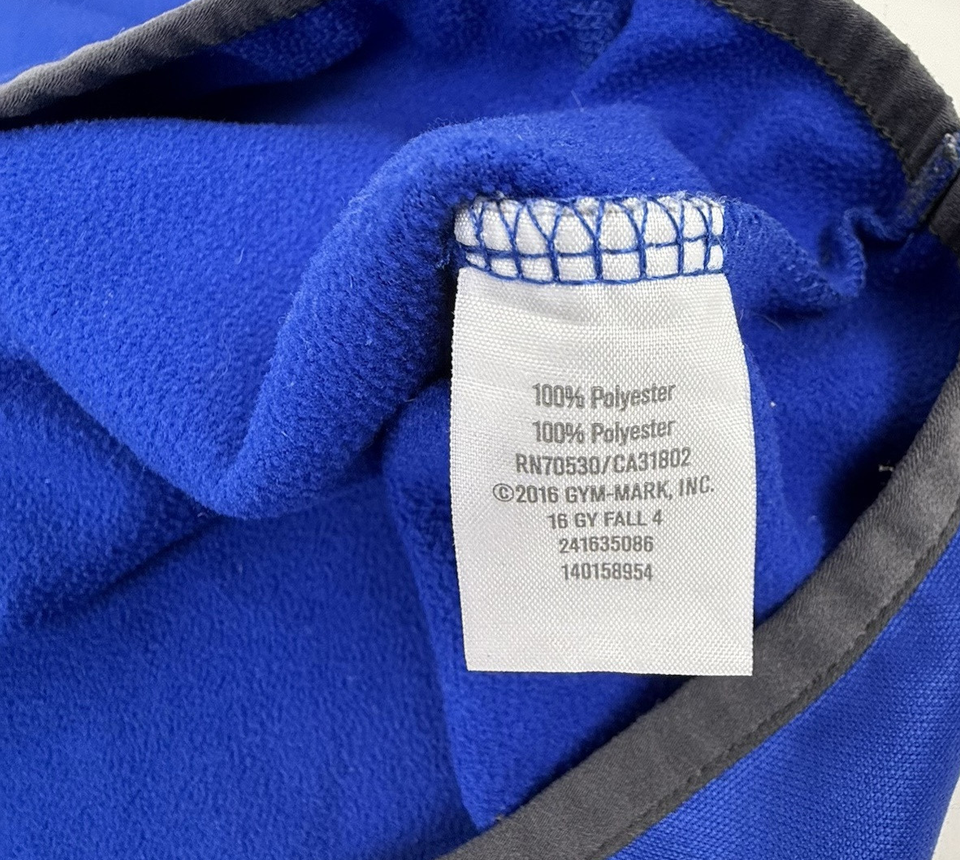 100% Polyester
100% Polyester
RN70530/CA31802
©2016 GYM-MARK, INC.
16 GY FALL 4
241635086
140158954